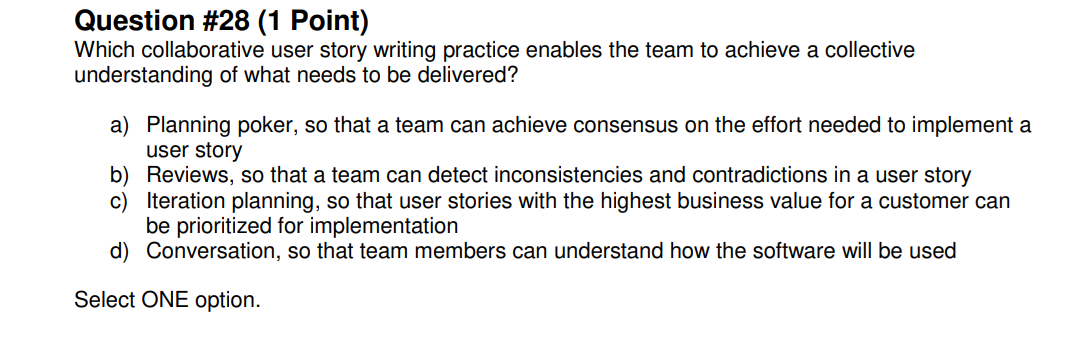 Question #28 (1 Point)
Which collaborative user story writing practice enables the team to achieve a collective
understanding of what needs to be delivered?
a) Planning poker, so that a team can achieve consensus on the effort needed to implement a
user story
b) Reviews, so that a team can detect inconsistencies and contradictions in a user story
c) Iteration planning, so that user stories with the highest business value for a customer can
be prioritized for implementation
d) Conversation, so that team members can understand how the software will be used
Select ONE option.